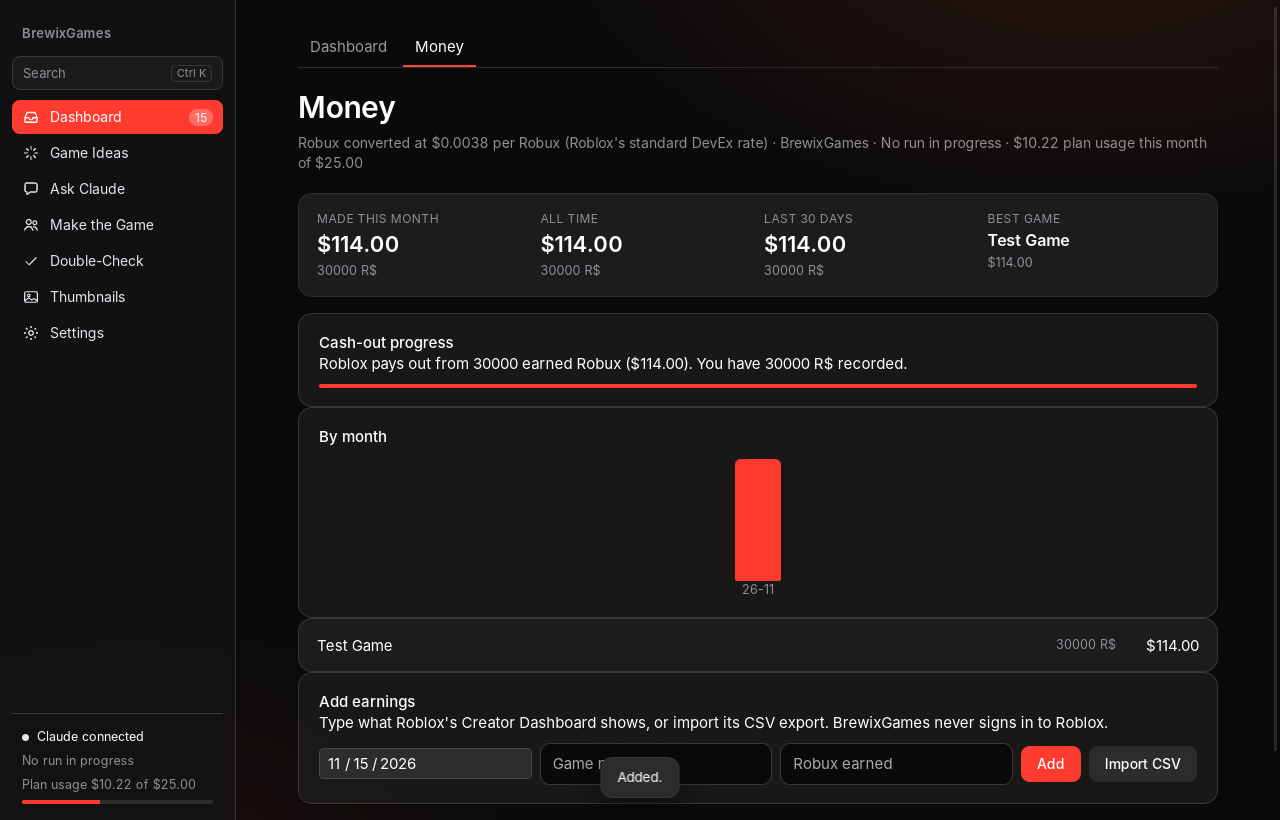 BrewixGames
Search
Ctrl K
Dashboard
15
Game Ideas
Ask Claude
Make the Game
Double-Check
Thumbnails
Settings
Claude connected
No run in progress
Plan usage $10.22 of $25.00
Dashboard
Money
Money
Robux converted at $0.0038 per Robux (Roblox's standard DevEx rate) · BrewixGames · No run in progress · $10.22 plan usage this month
of $25.00
MADE THIS MONTH
$114.00
30000 R$
ALL TIME
$114.00
30000 R$
LAST 30 DAYS
$114.00
30000 R$
BEST GAME
Test Game
$114.00
Cash-out progress
Roblox pays out from 30000 earned Robux ($114.00). You have 30000 R$ recorded.
By month
26-11
Test Game
30000 R$
$114.00
Add earnings
Type what Roblox's Creator Dashboard shows, or import its CSV export. BrewixGames never signs in to Roblox.
11 / 15 / 2026
Game
Added.
Robux earned
Add
Import CSV